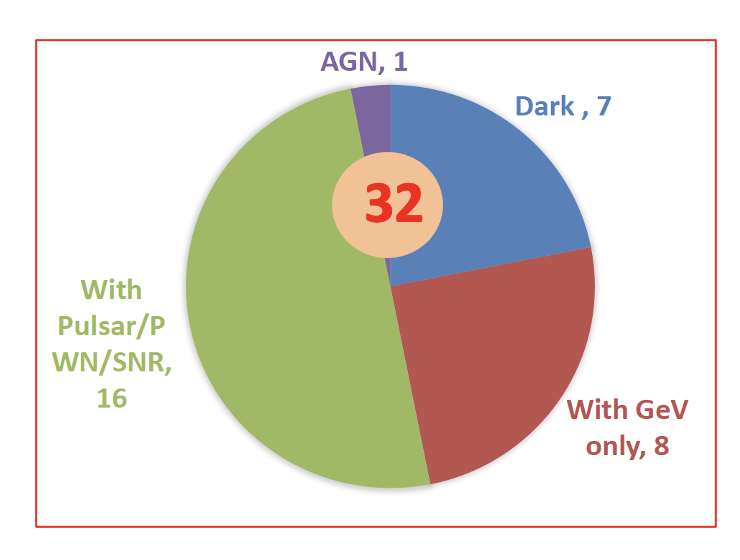 AGN, 1
Dark , 7
32
With
Pulsar/P
WN/SNR,
16
With GeV
only, 8